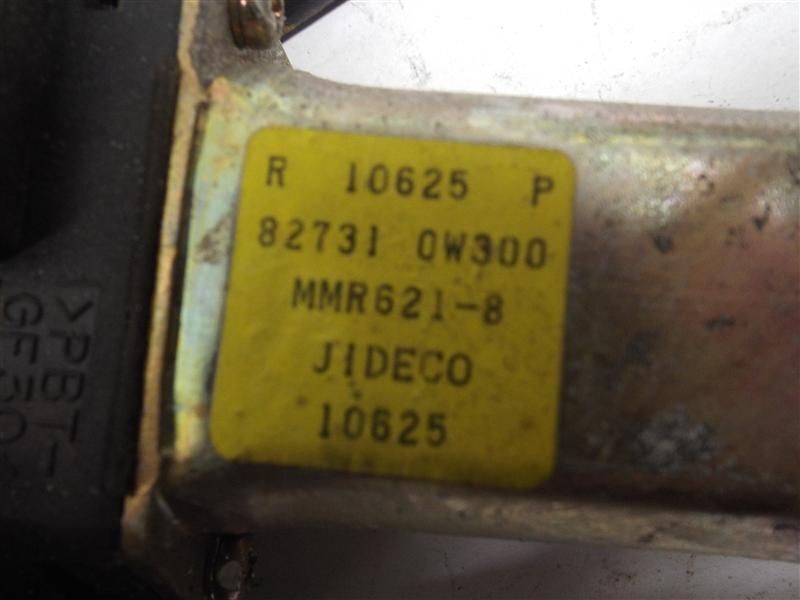 R 10625 P
82731 0W300
MMR621-8
JIDECO
10625
>PBT-
GF30